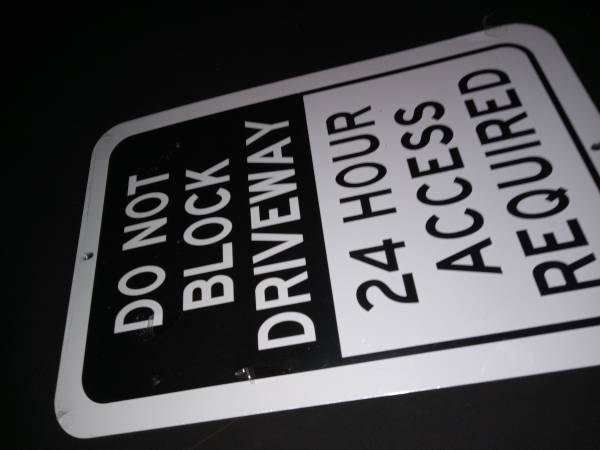 DO NOT
BLOCK
DRIVEWAY
24 HOUR
ACCESS
REQUIRED